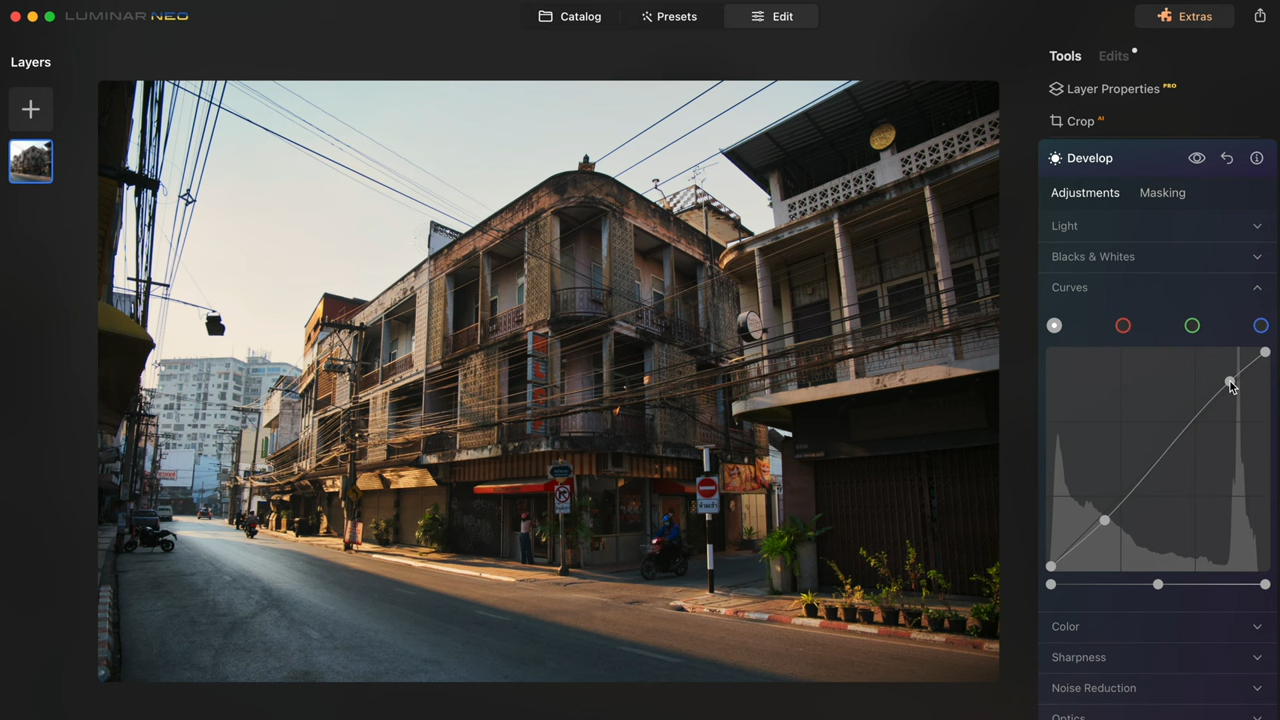 LUMINAR NEO
Catalog
Presets
Edit
Extras
Layers
Tools
Edits
Layer Properties PRO
Crop AI
Develop
Adjustments
Masking
Light
Blacks & Whites
Curves
Color
Sharpness
Noise Reduction
Optics